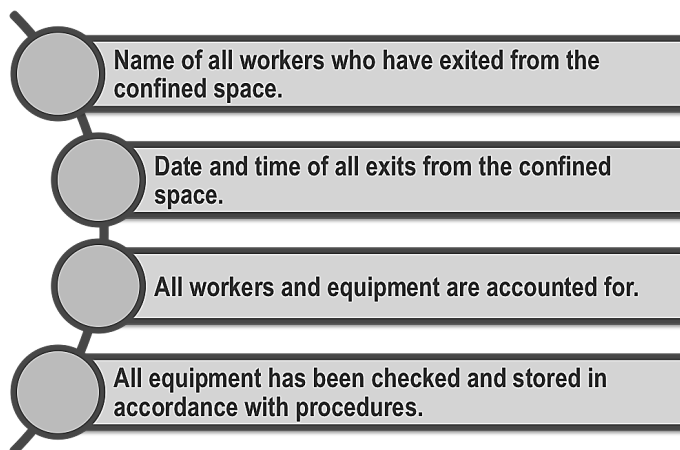 Name of all workers who have exited from the
confined space.
Date and time of all exits from the confined
space.
All workers and equipment are accounted for.
All equipment has been checked and stored in
accordance with procedures.